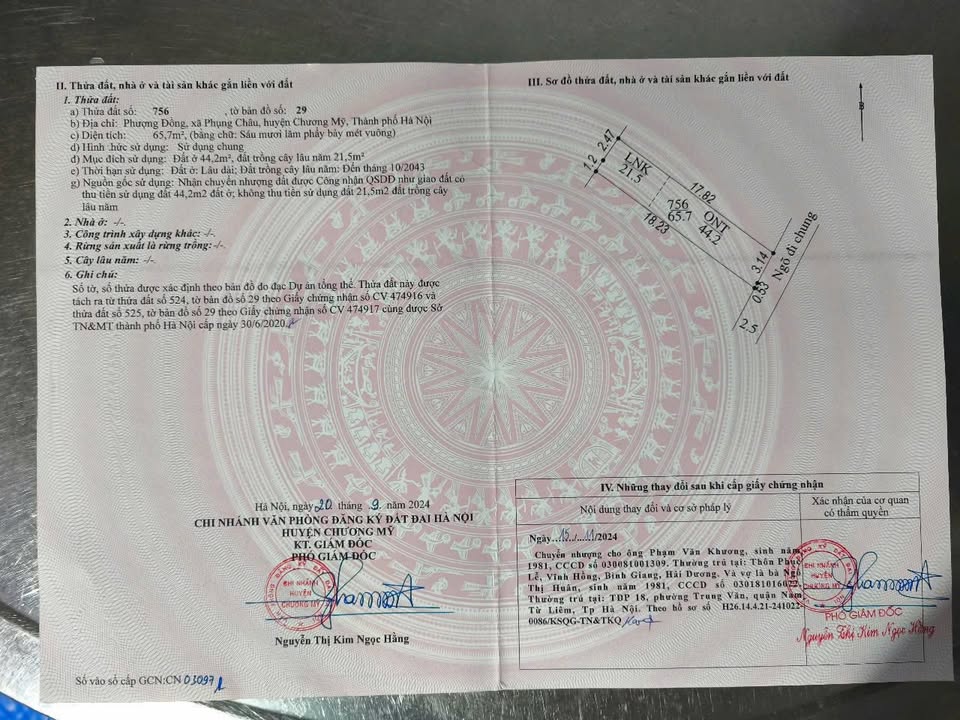 II. Thửa đất, nhà ở và tài sản khác gắn liền với đất
1. Thửa đất:
a) Thửa đất số: 756 , tờ bản đồ số: 29
b) Địa chỉ: Phượng Đồng, xã Phụng Châu, huyện Chương Mỹ, Thành phố Hà Nội
c) Diện tích: 65,7m², (bằng chữ: Sáu mươi lăm phẩy bảy mét vuông)
d) Hình thức sử dụng: Sử dụng chung
đ) Mục đích sử dụng: Đất ở 44,2m², đất trồng cây lâu năm 21,5m²
e) Thời hạn sử dụng: Đất ở: Lâu dài; Đất trồng cây lâu năm: Đến tháng 10/2043
g) Nguồn gốc sử dụng: Nhận chuyển nhượng đất được Công nhận QSDĐ như giao đất có
thu tiền sử dụng đất 44,2m2 đất ở; không thu tiền sử dụng đất 21,5m2 đất trồng cây
lâu năm
2. Nhà ở: -/-
3. Công trình xây dựng khác: -/-
4. Rừng sản xuất là rừng trồng: -/-
5. Cây lâu năm: -/-
6. Ghi chú:
Số tờ, số thửa được xác định theo bản đồ đo đạc Dự án tổng thể. Thửa đất này được
tách ra từ thửa đất số 524, tờ bản đồ số 29 theo Giấy chứng nhận số CV 474916 và
thửa đất số 525, tờ bản đồ số 29 theo Giấy chứng nhận số CV 474917 cùng được Sở
TN&MT thành phố Hà Nội cấp ngày 30/6/2020.
Hà Nội, ngày 20 tháng 9 năm 2024
CHI NHÁNH VĂN PHÒNG ĐĂNG KÝ ĐẤT ĐAI HÀ NỘI
HUYỆN CHƯƠNG MỸ
KT. GIÁM ĐỐC
PHÓ GIÁM ĐỐC
CHI NHÁNH
HUYỆN
CHƯƠNG MỸ
Nguyễn Thị Kim Ngọc Hằng
Số vào sổ cấp GCN:CN 03097
III. Sơ đồ thửa đất, nhà ở và tài sản khác gắn liền với đất
B
2.47
1.2
LNK
21.5
17.82
756
65.7
ONT
44.2
18.23
3.14
0.53
Ngõ đi chung
2.5
IV. Những thay đổi sau khi cấp giấy chứng nhận
Nội dung thay đổi và cơ sở pháp lý
Xác nhận của cơ quan
có thẩm quyền
Ngày 15/11/2024
Chuyển nhượng cho ông Phạm Văn Khương, sinh năm
1981, CCCD số 030081001309. Thường trú tại: Thôn Phục
Lễ, Vĩnh Hồng, Bình Giang, Hải Dương. Và vợ là bà Ngô
Thị Huân, sinh năm 1981, CCCD số 030181016022.
Thường trú tại: TDP 18, phường Trung Văn, quận Nam
Từ Liêm, Tp Hà Nội. Theo hồ sơ số H26.14.4.21-241022
0086/KSQG-TN&TKQ
CHI NHÁNH
HUYỆN
CHƯƠNG MỸ
PHÓ GIÁM ĐỐC
Nguyễn Thị Kim Ngọc Hằng